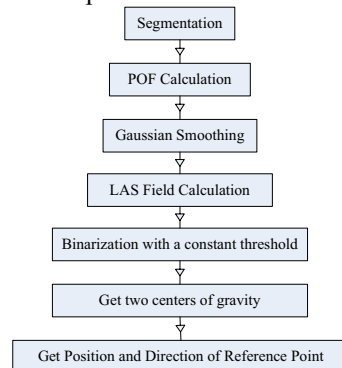 Segmentation
POF Calculation
Gaussian Smoothing
LAS Field Calculation
Binarization with a constant threshold
Get two centers of gravity
Get Position and Direction of Reference Point